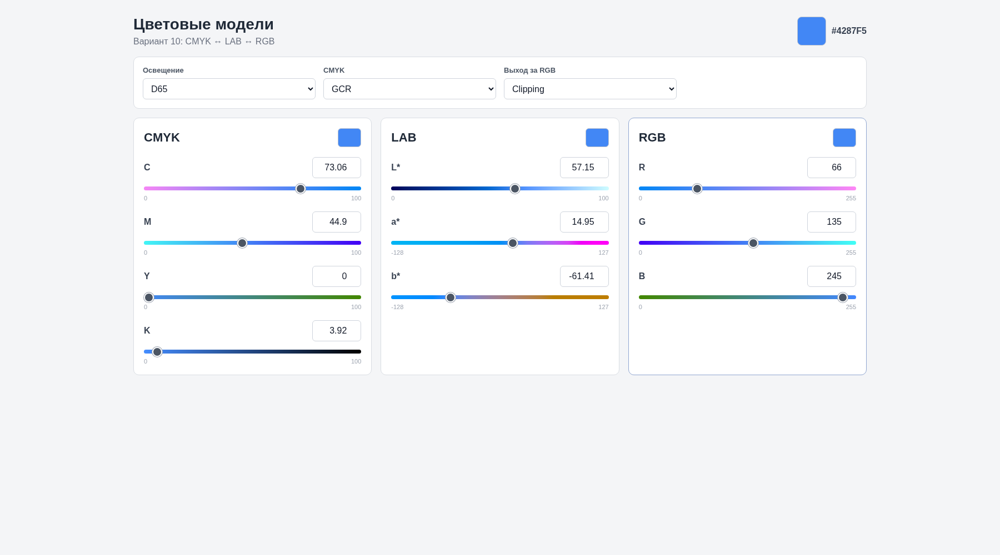 Цветовые модели
Вариант 10: CMYK ↔ LAB ↔ RGB
#4287F5
Освещение
CMYK
Выход за RGB
D65
GCR
Clipping
CMYK
C
73.06
0
100
M
44.9
0
100
Y
0
0
100
K
3.92
0
100
LAB
L*
57.15
0
100
a*
14.95
-128
127
b*
-61.41
-128
127
RGB
R
66
0
255
G
135
0
255
B
245
0
255